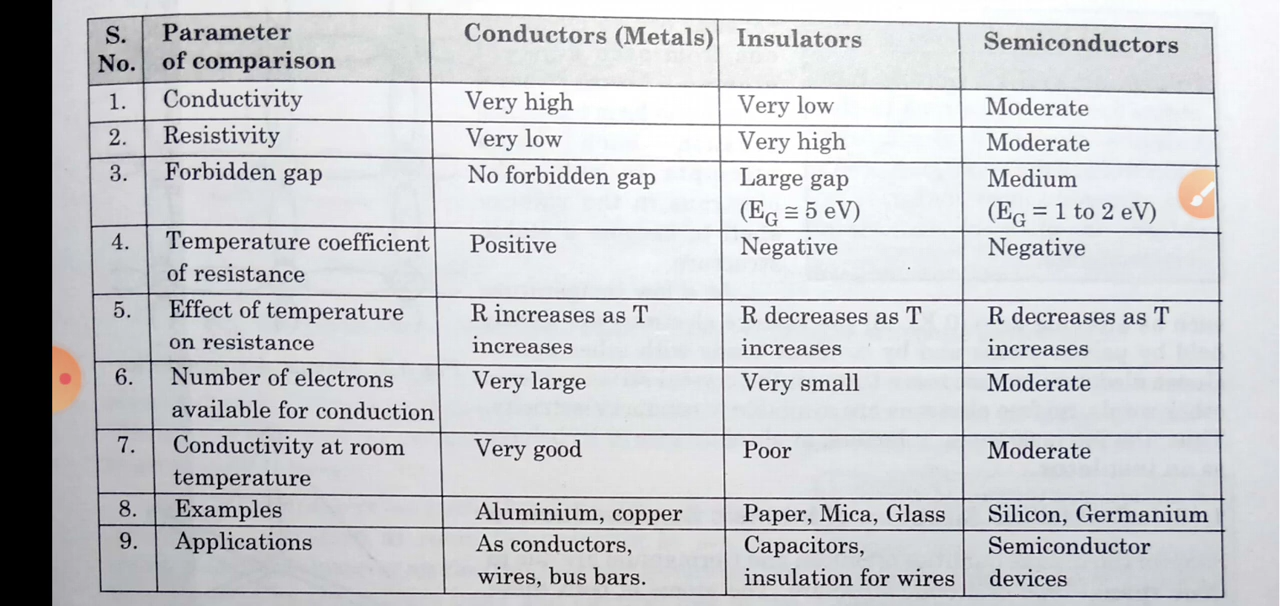 S. No. Parameter of comparison Conductors (Metals) Insulators Semiconductors
1. Conductivity Very high Very low Moderate
2. Resistivity Very low Very high Moderate
3. Forbidden gap No forbidden gap Large gap (E_G ≅ 5 eV) Medium (E_G = 1 to 2 eV)
4. Temperature coefficient of resistance Positive Negative Negative
5. Effect of temperature on resistance R increases as T increases R decreases as T increases R decreases as T increases
6. Number of electrons available for conduction Very large Very small Moderate
7. Conductivity at room temperature Very good Poor Moderate
8. Examples Aluminium, copper Paper, Mica, Glass Silicon, Germanium
9. Applications As conductors, wires, bus bars. Capacitors, insulation for wires Semiconductor devices